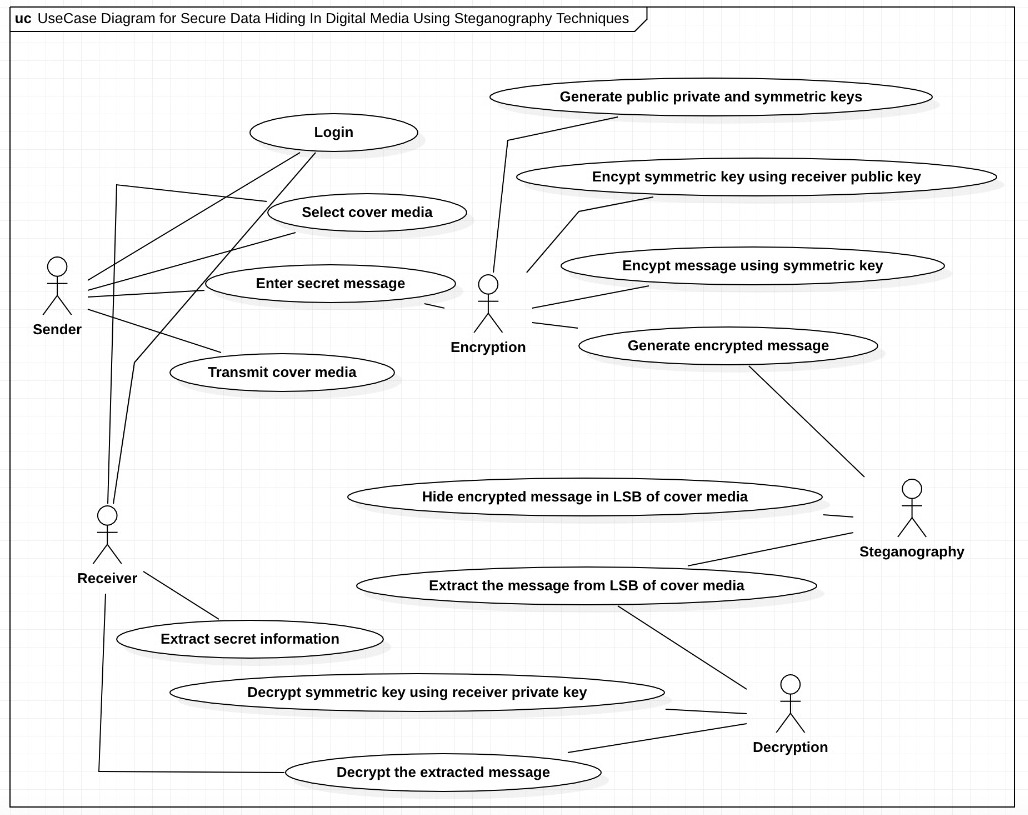 uc UseCase Diagram for Secure Data Hiding In Digital Media Using Steganography Techniques
Generate public private and symmetric keys
Login
Encypt symmetric key using receiver public key
Select cover media
Encypt message using symmetric key
Enter secret message
Sender
Encryption
Generate encrypted message
Transmit cover media
Hide encrypted message in LSB of cover media
Steganography
Receiver
Extract the message from LSB of cover media
Extract secret information
Decrypt symmetric key using receiver private key
Decryption
Decrypt the extracted message